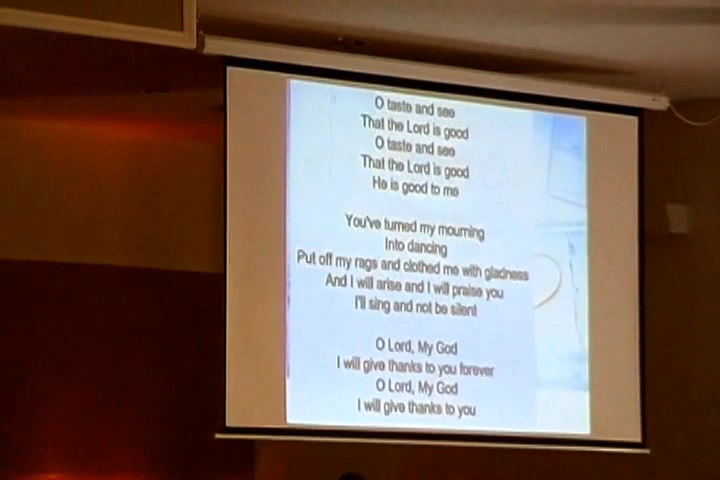 O taste and see
That the Lord is good
O taste and see
That the Lord is good
He is good to me
You've turned my mourning
Into dancing
Put off my rags and clothed me with gladness
And I will arise and I will praise you
I'll sing and not be silent
O Lord, My God
I will give thanks to you forever
O Lord, My God
I will give thanks to you